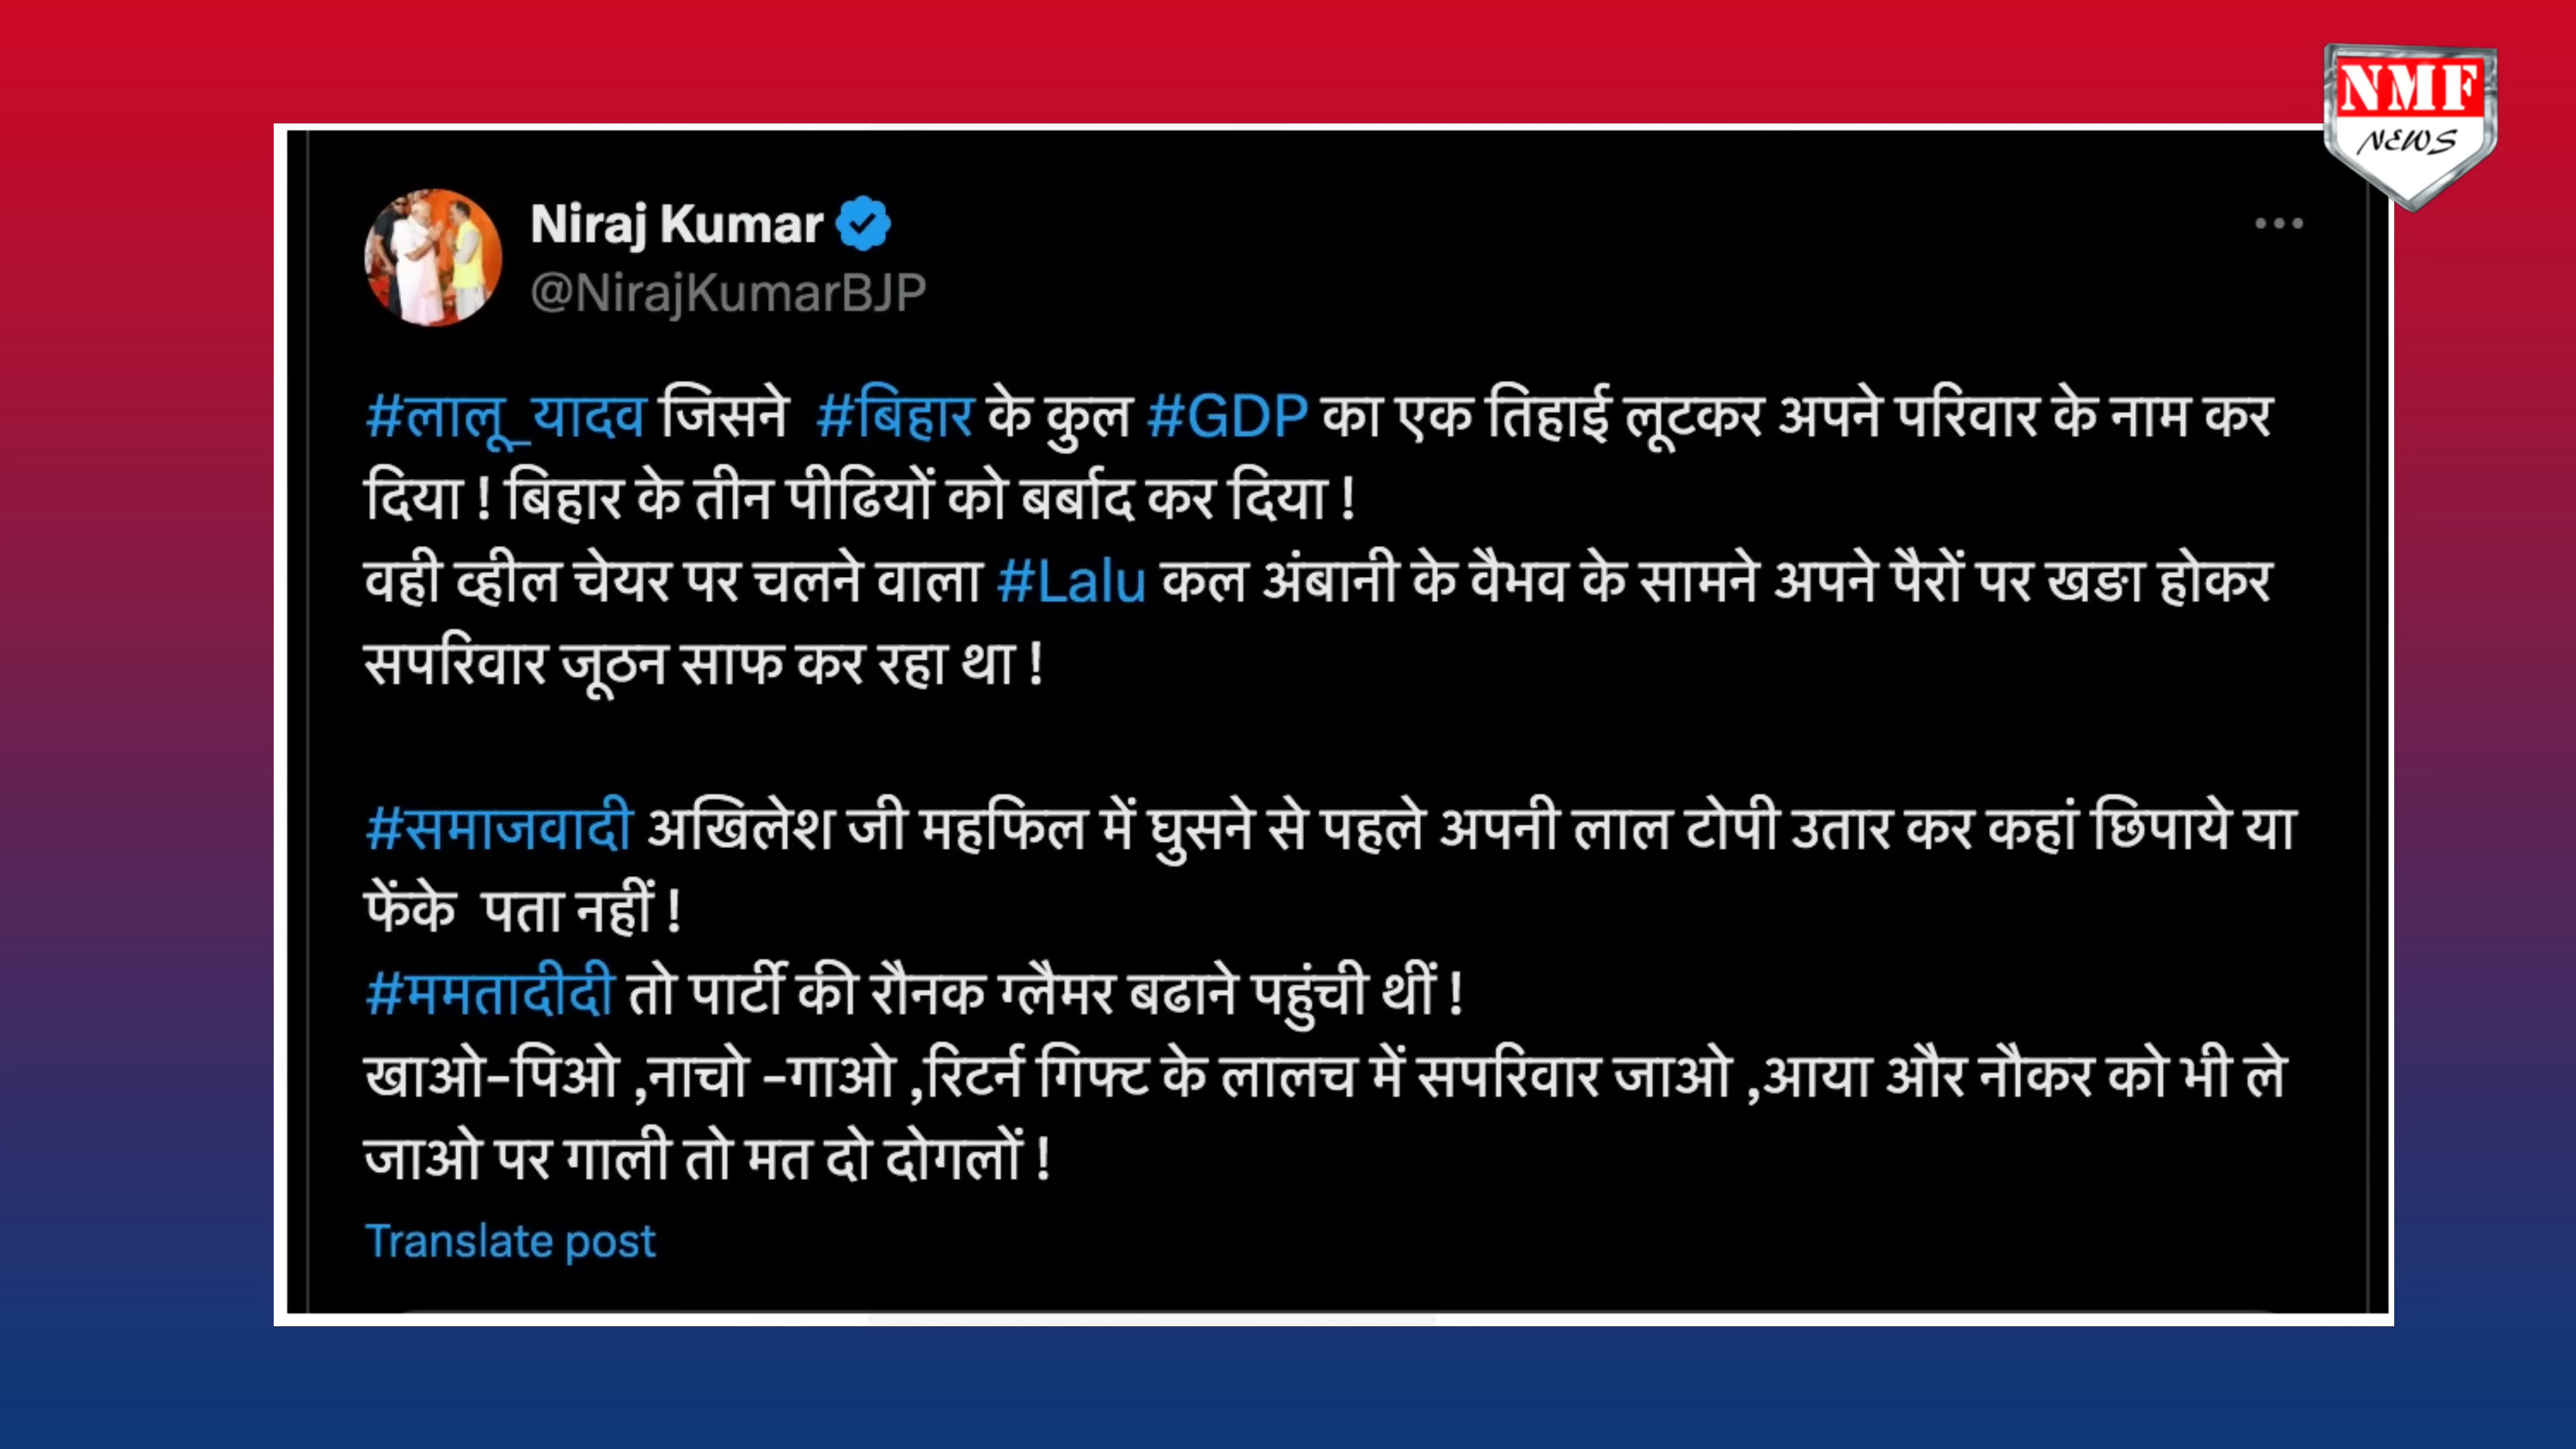 NMF
NEWS
Niraj Kumar
@NirajKumarBJP
#लालू_यादव जिसने #बिहार के कुल #GDP का एक तिहाई लूटकर अपने परिवार के नाम कर
दिया ! बिहार के तीन पीढियों को बर्बाद कर दिया !
वही व्हील चेयर पर चलने वाला #Lalu कल अंबानी के वैभव के सामने अपने पैरों पर खङा होकर
सपरिवार जूठन साफ कर रहा था !
#समाजवादी अखिलेश जी महफिल में घुसने से पहले अपनी लाल टोपी उतार कर कहां छिपाये या
फेंके पता नहीं !
#ममतादीदी तो पार्टी की रौनक ग्लैमर बढाने पहुंची थीं !
खाओ-पिओ ,नाचो -गाओ ,रिटर्न गिफ्ट के लालच में सपरिवार जाओ ,आया और नौकर को भी ले
जाओ पर गाली तो मत दो दोगलों !
Translate post